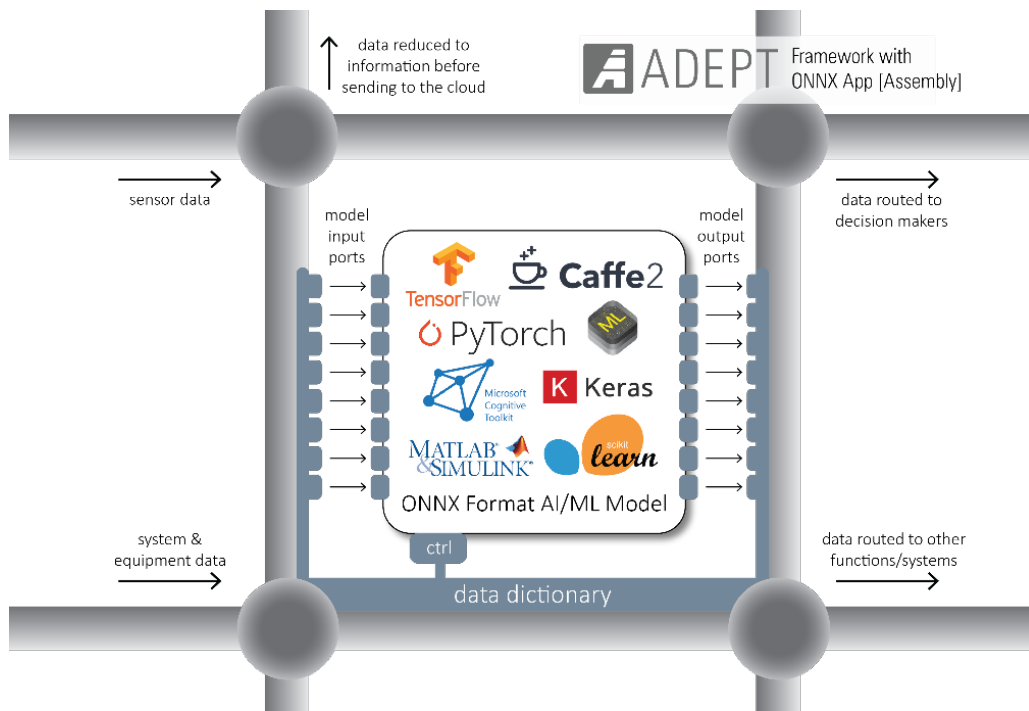 data reduced to
information before
sending to the cloud
ADEPT
Framework with
ONNX App [Assembly]
sensor data
data routed to
decision makers
model
input
ports
model
output
ports
TensorFlow
Caffe2
PyTorch
ML
Microsoft
Cognitive
Toolkit
K Keras
MATLAB®
&SIMULINK®
scikit
learn
ONNX Format AI/ML Model
ctrl
system &
equipment data
data routed to other
functions/systems
data dictionary